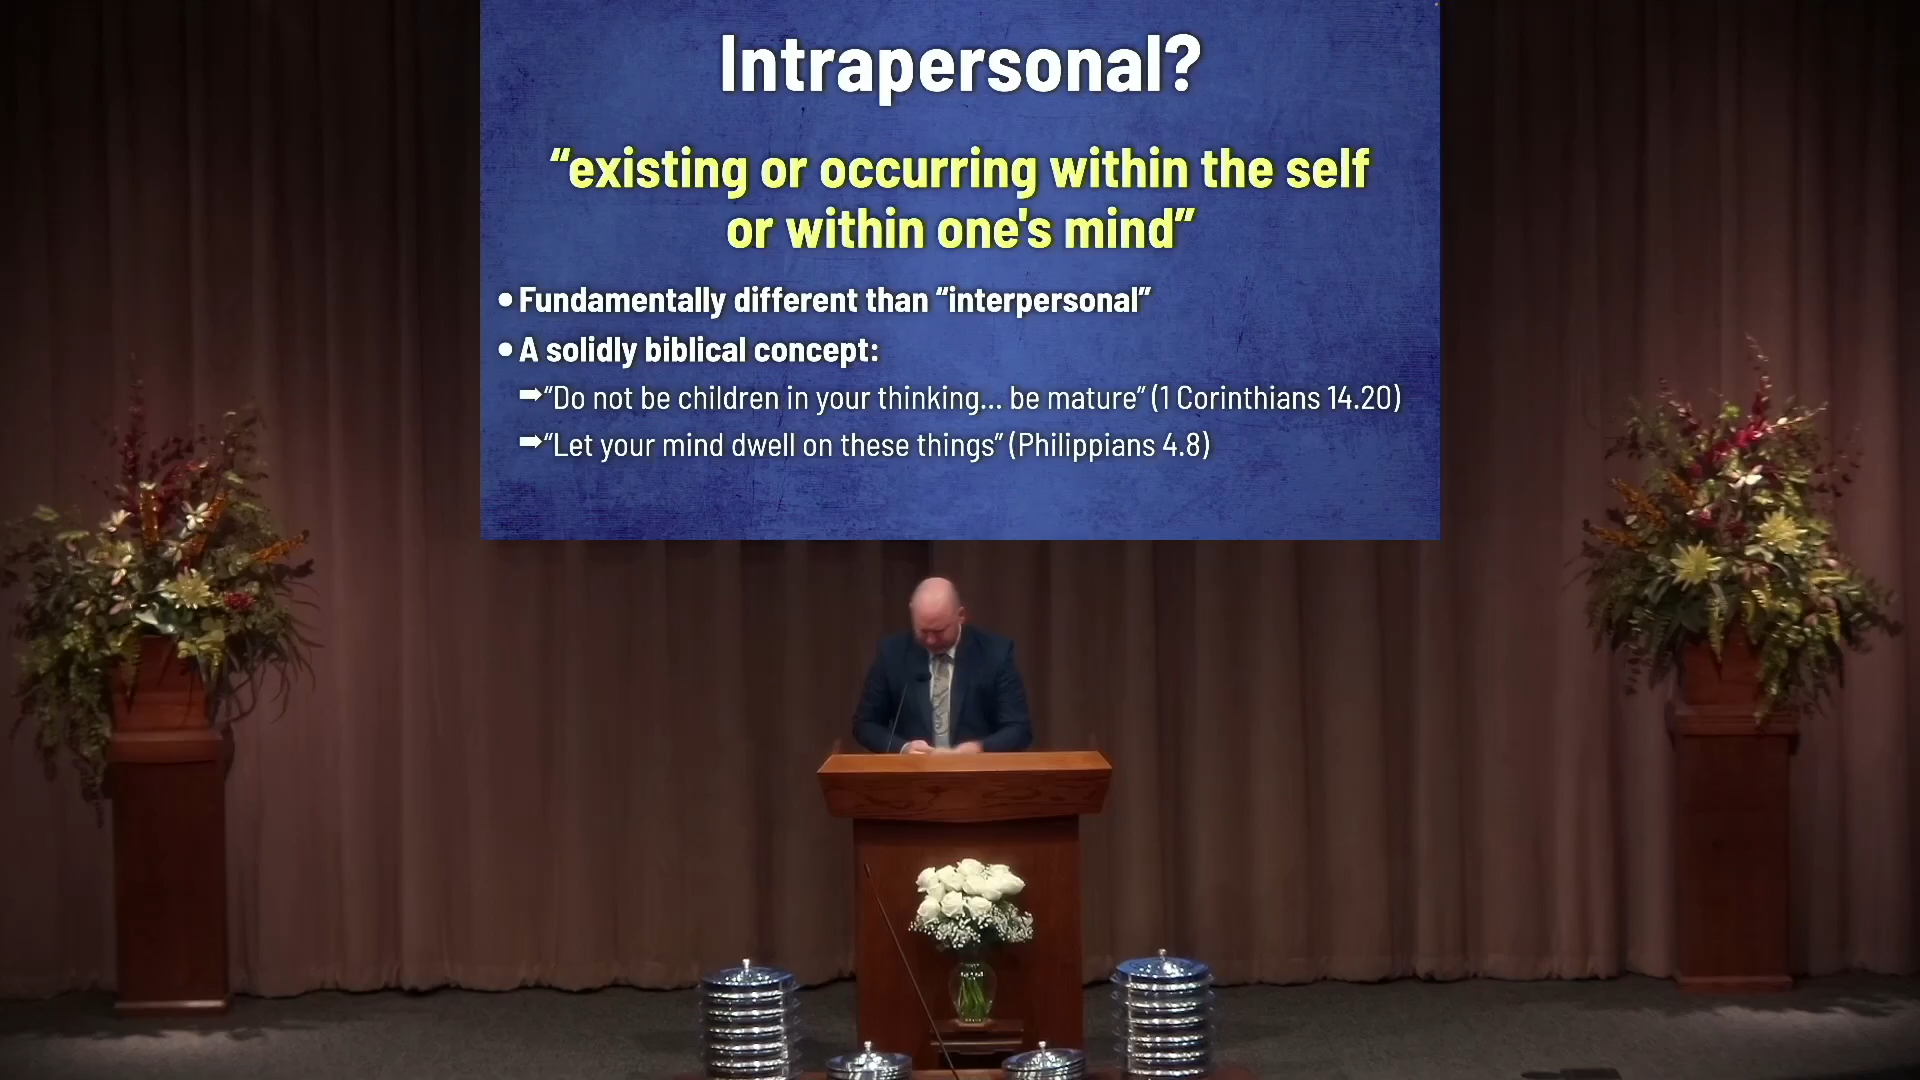 Intrapersonal?
“existing or occurring within the self
or within one's mind”
• Fundamentally different than “interpersonal”
• A solidly biblical concept:
➡“Do not be children in your thinking... be mature” (1 Corinthians 14.20)
➡“Let your mind dwell on these things” (Philippians 4.8)